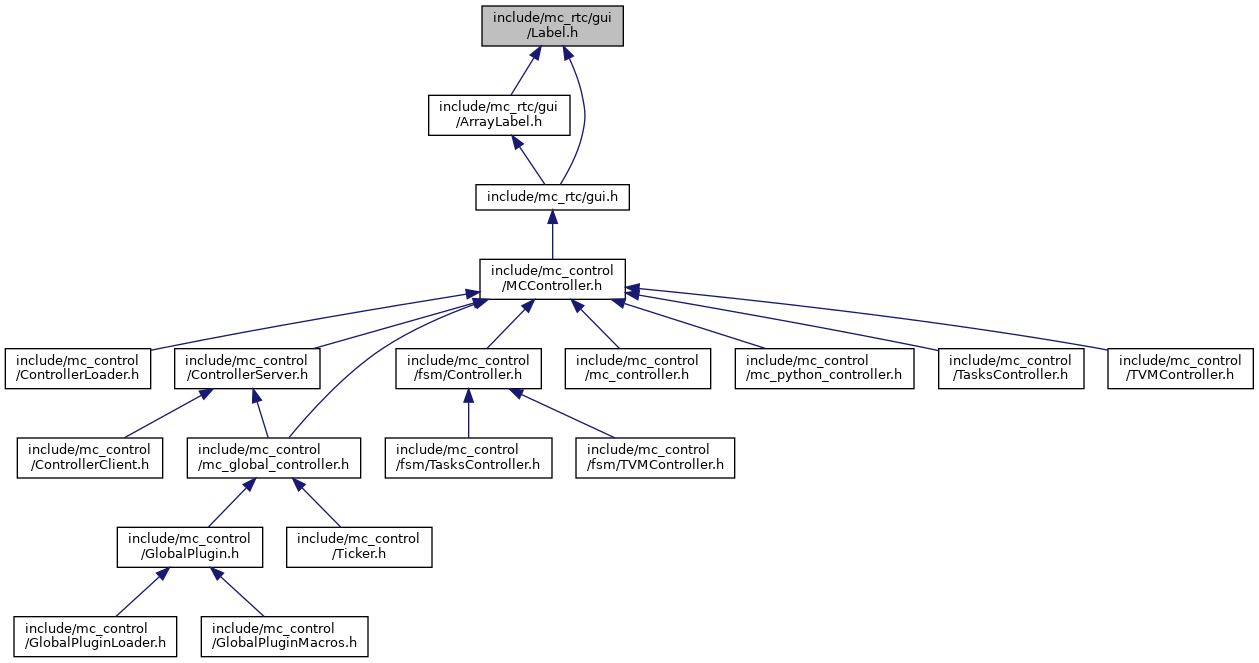 include/mc_rtc/gui
/Label.h
include/mc_rtc/gui
/ArrayLabel.h
include/mc_rtc/gui.h
include/mc_control
/MCController.h
include/mc_control
/ControllerLoader.h
include/mc_control
/ControllerServer.h
include/mc_control
/fsm/Controller.h
include/mc_control
/mc_controller.h
include/mc_control
/mc_python_controller.h
include/mc_control
/TasksController.h
include/mc_control
/TVMController.h
include/mc_control
/ControllerClient.h
include/mc_control
/mc_global_controller.h
include/mc_control
/fsm/TasksController.h
include/mc_control
/fsm/TVMController.h
include/mc_control
/GlobalPlugin.h
include/mc_control
/Ticker.h
include/mc_control
/GlobalPluginLoader.h
include/mc_control
/GlobalPluginMacros.h